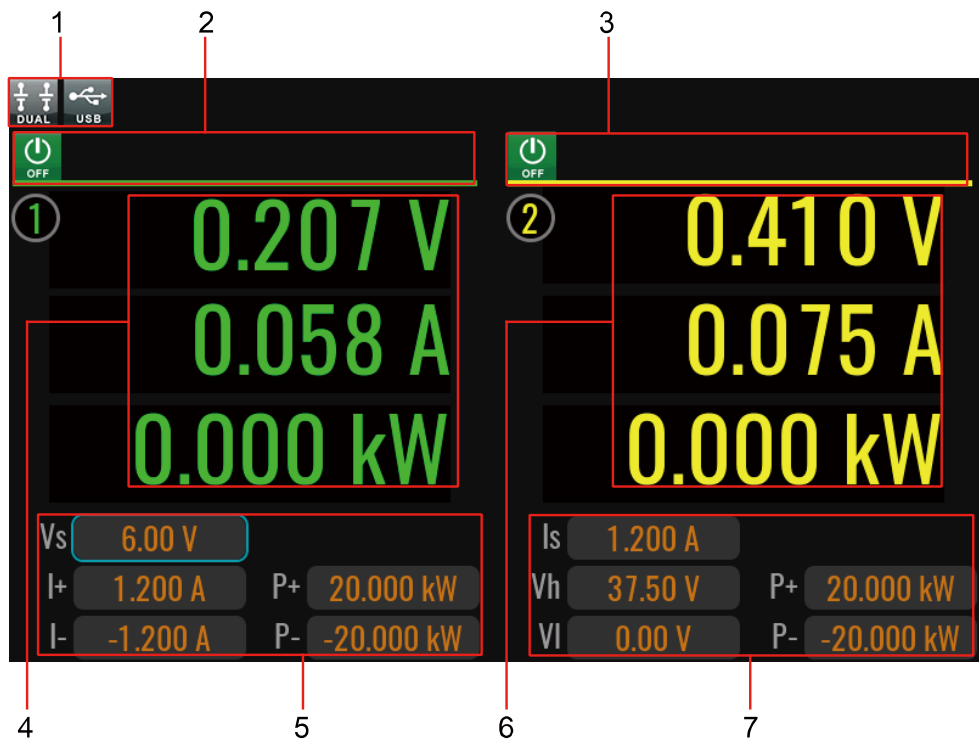 1 2 3
DUAL USB
OFF OFF
1 0.207 V 2 0.410 V
0.058 A 0.075 A
0.000 kW 0.000 kW
Vs 6.00 V Is 1.200 A
I+ 1.200 A P+ 20.000 kW Vh 37.50 V P+ 20.000 kW
I- -1.200 A P- -20.000 kW Vl 0.00 V P- -20.000 kW
4 5 6 7